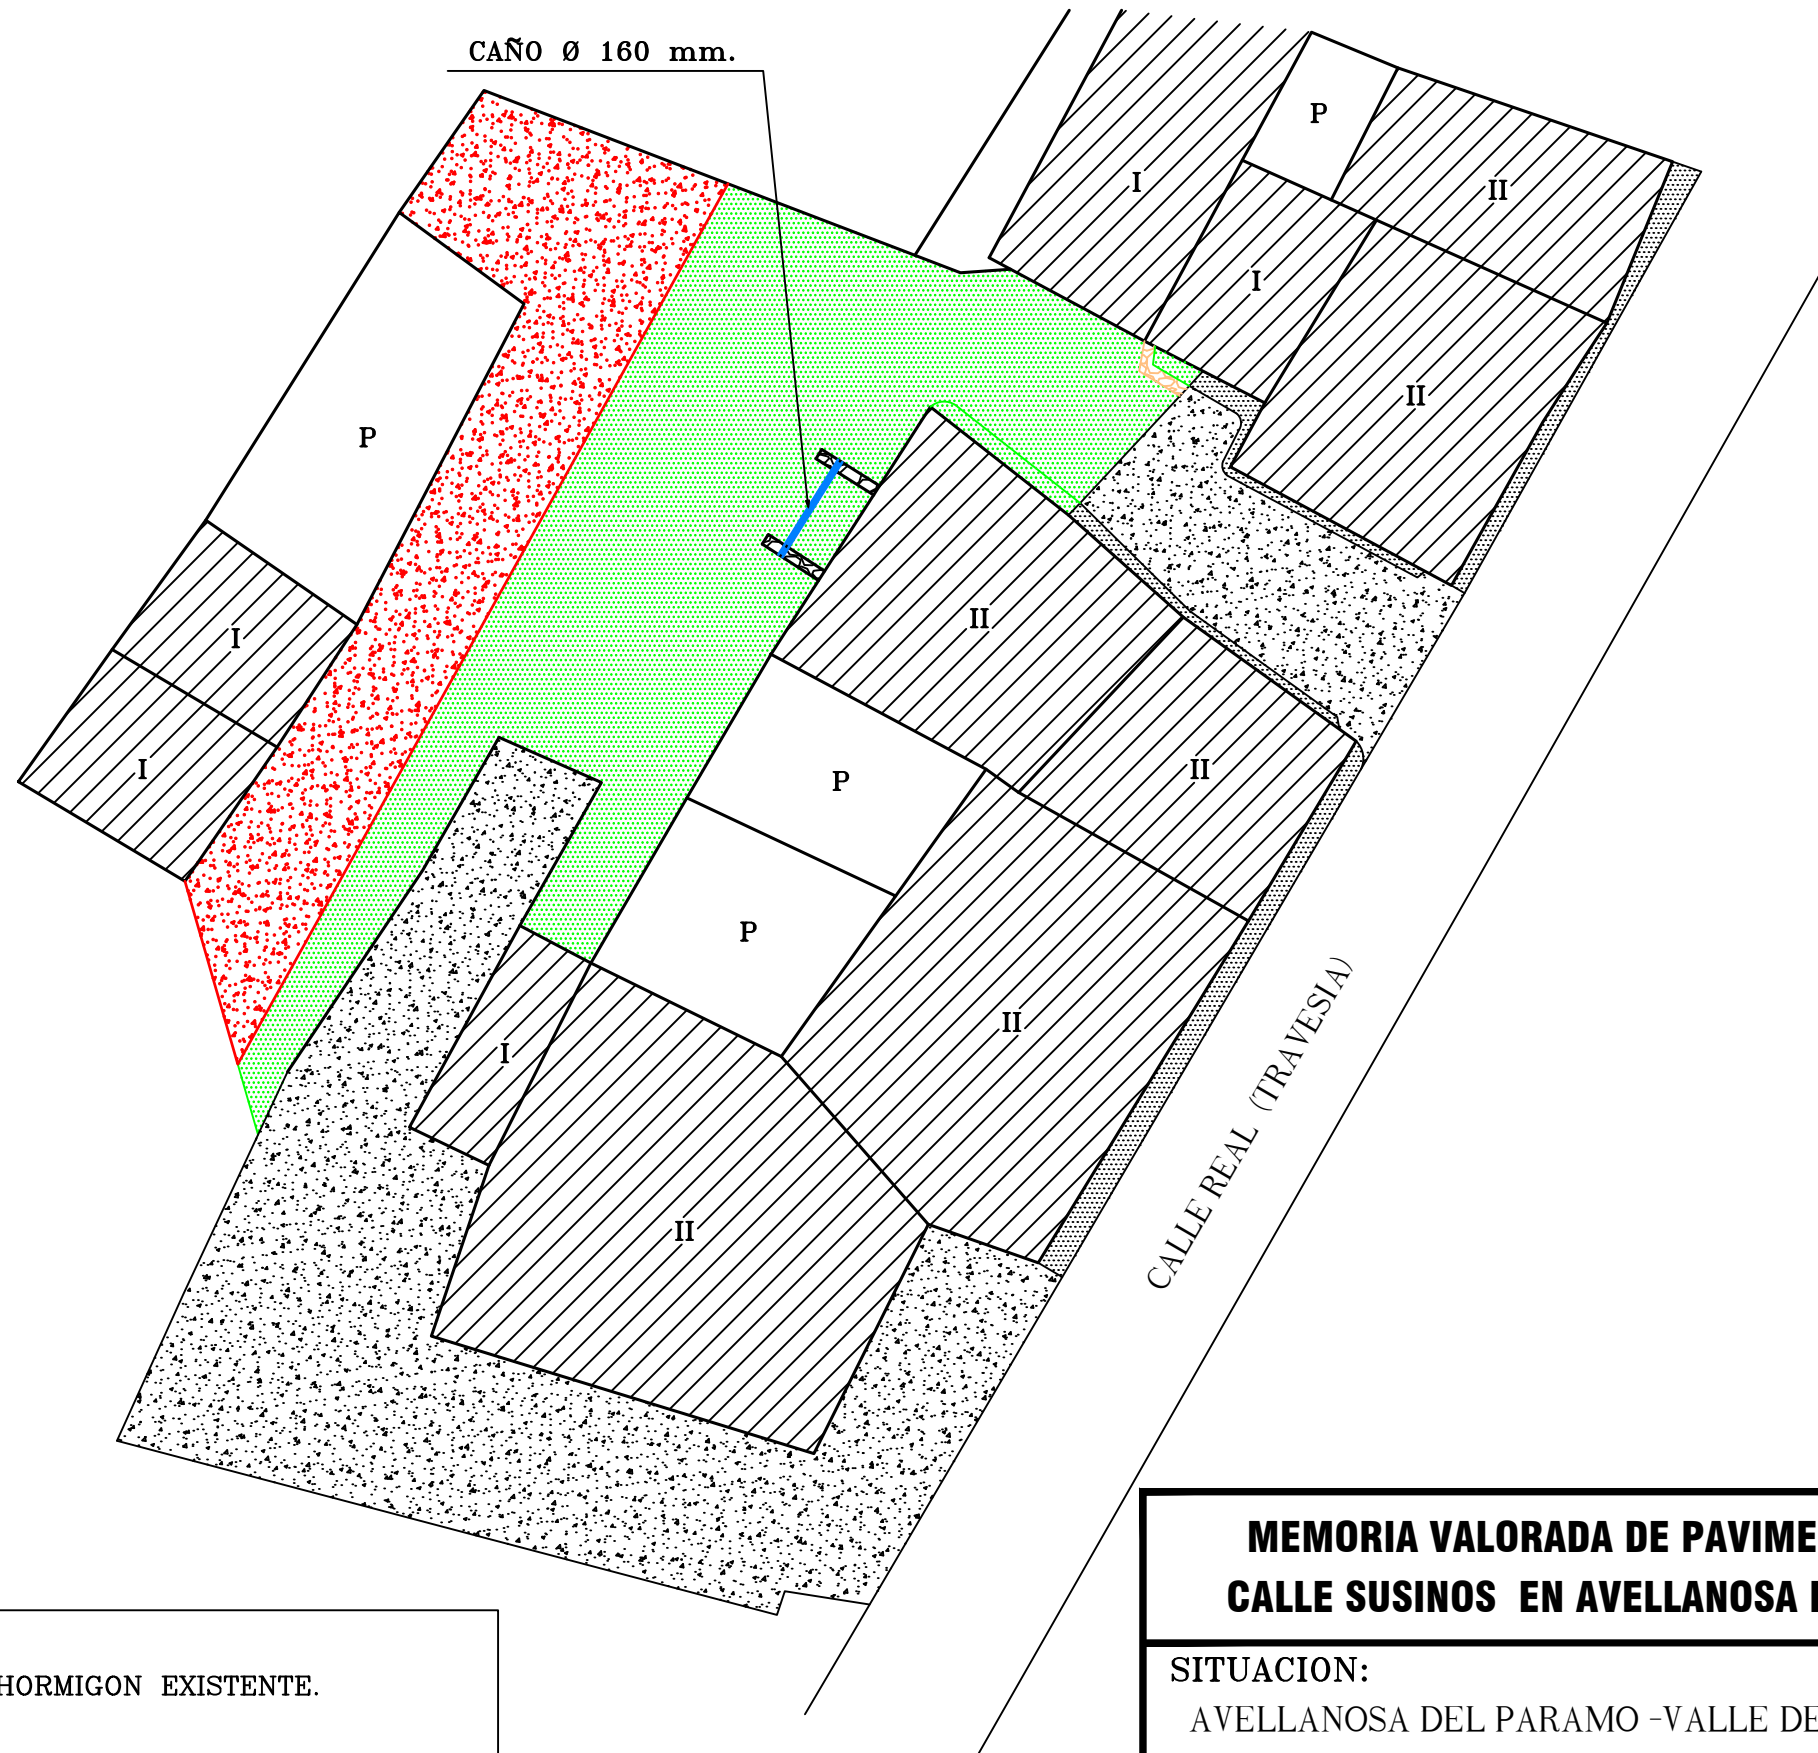 CAÑO Ø 160 mm.
P
I
II
I
II
P
I
II
I
P
II
P
II
I
II
CALLE REAL (TRAVESIA)
MEMORIA VALORADA DE PAVIME
CALLE SUSINOS EN AVELLANOSA
HORMIGON EXISTENTE.
SITUACION:
AVELLANOSA DEL PARAMO -VALLE DE